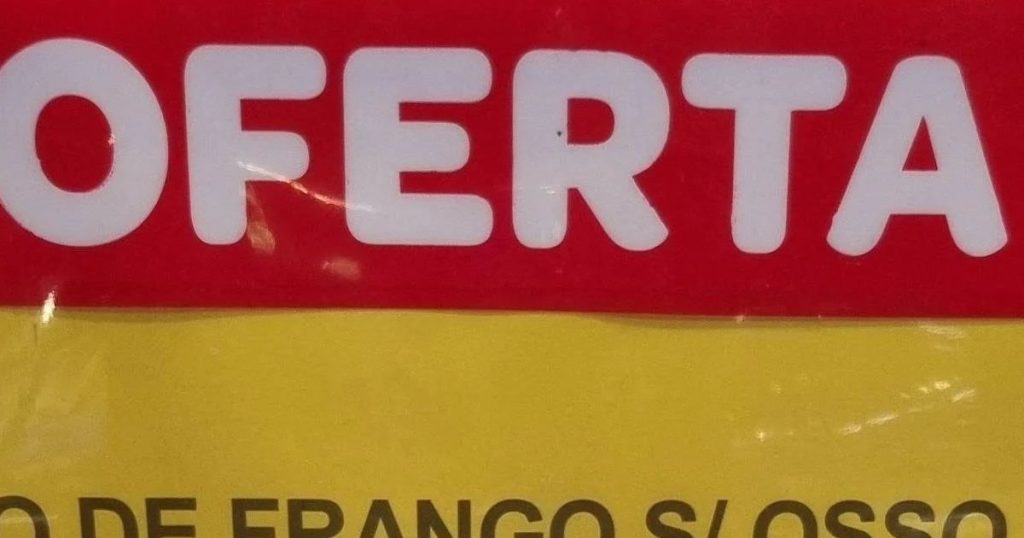 OFERTA
DE FRANGO S/ OSSO